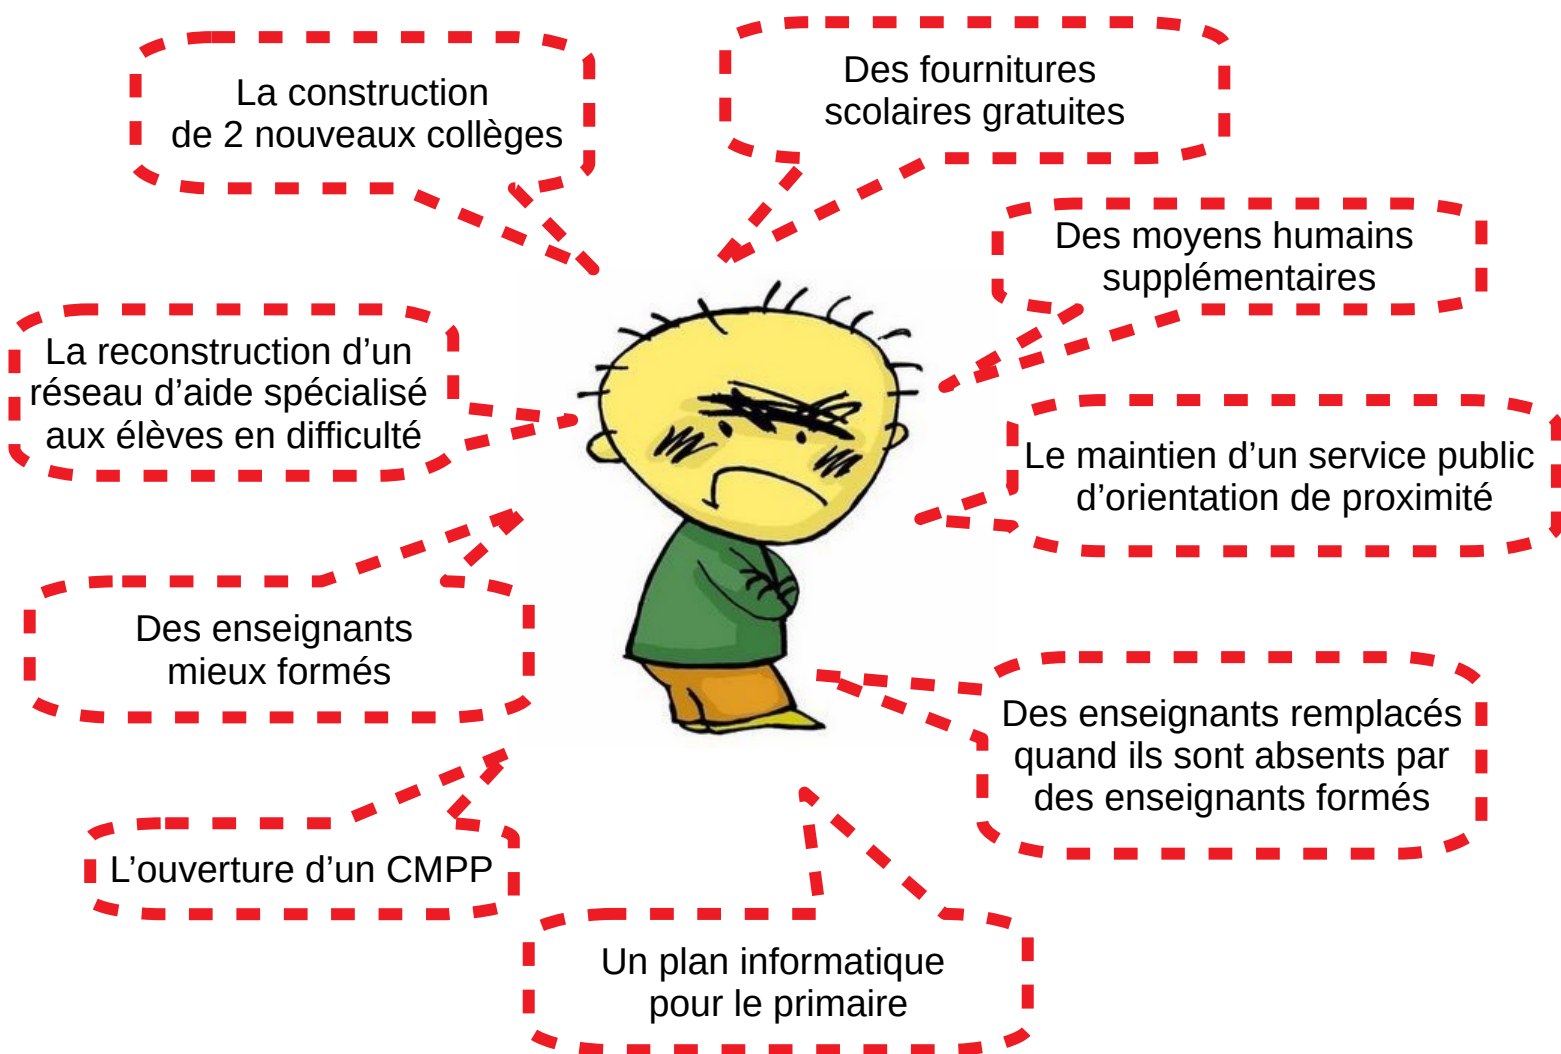 La construction
de 2 nouveaux collèges
Des fournitures
scolaires gratuites
Des moyens humains
supplémentaires
La reconstruction d’un
réseau d’aide spécialisé
aux élèves en difficulté
Le maintien d’un service public
d’orientation de proximité
Des enseignants
mieux formés
Des enseignants remplacés
quand ils sont absents par
des enseignants formés
L’ouverture d’un CMPP
Un plan informatique
pour le primaire